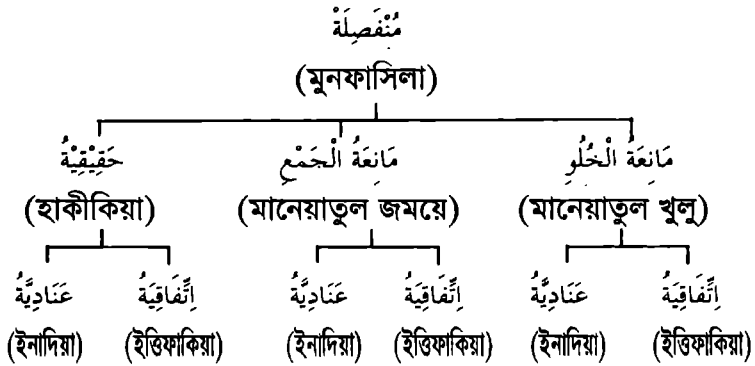 مُنْفَصِلَةْ
(মুনফাসিলা)
حَقِيْقِيَّةُ مَانِعَةُ الْجَمْعِ مَانِعَةُ الْخُلُوِ
(হাকীকিয়া) (মানেয়াতুল জময়ে) (মানেয়াতুল খুলু)
عَنَادِيَّةُ اِتِّفَاقِيَةُ عَنَادِيَّةُ اِتِّفَاقِيَةُ عَنَادِيَّةُ اِتِّفَاقِيَةُ
(ইনাদিয়া) (ইত্তিফাকিয়া) (ইনাদিয়া) (ইত্তিফাকিয়া) (ইনাদিয়া) (ইত্তিফাকিয়া)